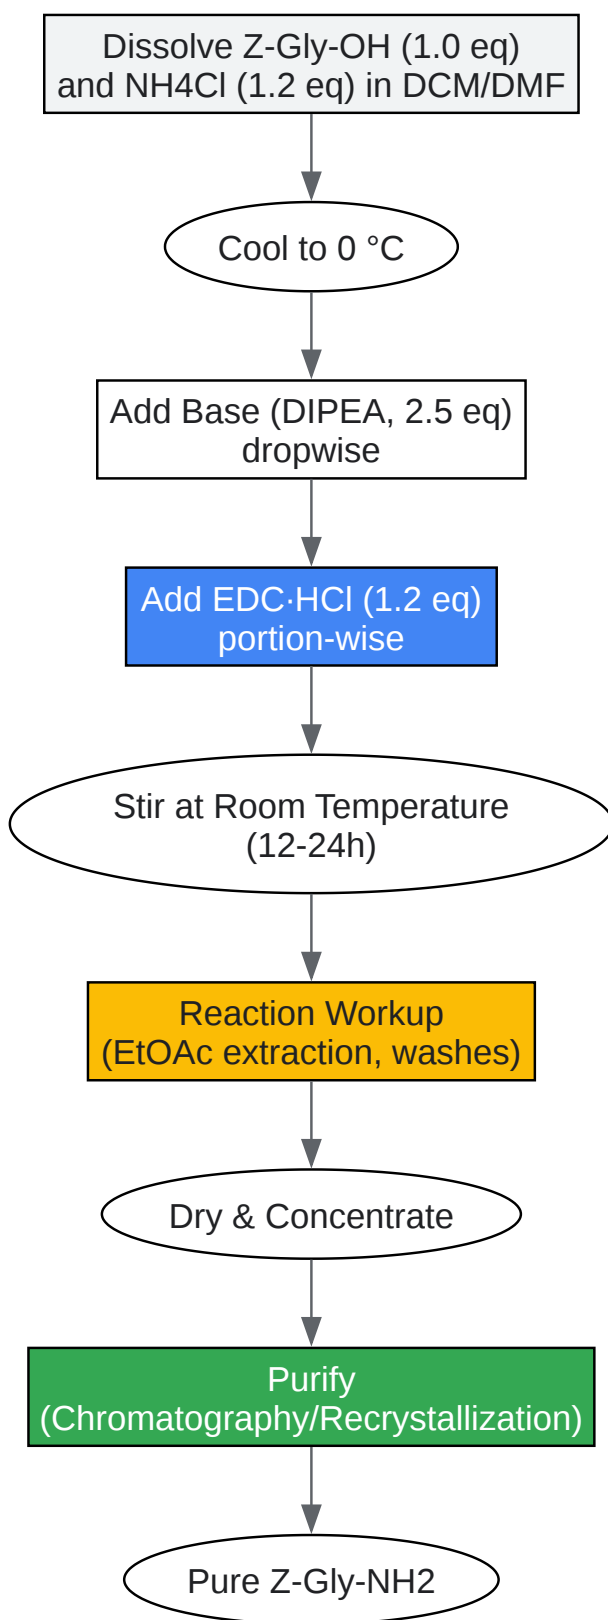 Dissolve Z-Gly-OH (1.0 eq)
and NH4Cl (1.2 eq) in DCM/DMF
Cool to 0 °C
Add Base (DIPEA, 2.5 eq)
dropwise
Add EDC·HCl (1.2 eq)
portion-wise
Stir at Room Temperature
(12-24h)
Reaction Workup
(EtOAc extraction, washes)
Dry & Concentrate
Purify
(Chromatography/Recrystallization)
Pure Z-Gly-NH2